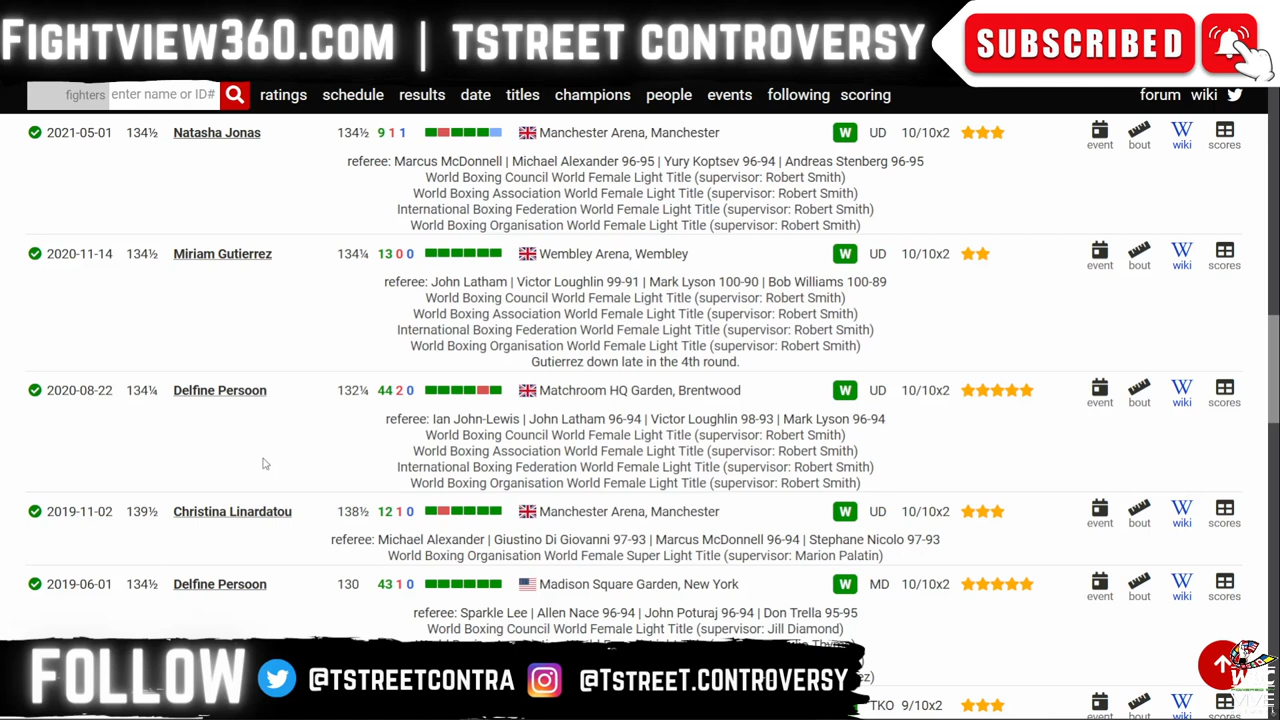 FIGHTVIEW360.COM | TSTREET CONTROVERSY
SUBSCRIBED
fighters enter name or ID# ratings schedule results date titles champions people events following scoring forum wiki
2021-05-01 134½ Natasha Jonas 134½ 9 1 1 Manchester Arena, Manchester W UD 10/10x2 W
event bout wiki scores
referee: Marcus McDonnell | Michael Alexander 96-95 | Yury Koptsev 96-94 | Andreas Stenberg 96-95
World Boxing Council World Female Light Title (supervisor: Robert Smith)
World Boxing Association World Female Light Title (supervisor: Robert Smith)
International Boxing Federation World Female Light Title (supervisor: Robert Smith)
World Boxing Organisation World Female Light Title (supervisor: Robert Smith)
2020-11-14 134½ Miriam Gutierrez 134¼ 13 0 0 Wembley Arena, Wembley W UD 10/10x2 W
event bout wiki scores
referee: John Latham | Victor Loughlin 99-91 | Mark Lyson 100-90 | Bob Williams 100-89
World Boxing Council World Female Light Title (supervisor: Robert Smith)
World Boxing Association World Female Light Title (supervisor: Robert Smith)
International Boxing Federation World Female Light Title (supervisor: Robert Smith)
World Boxing Organisation World Female Light Title (supervisor: Robert Smith)
Gutierrez down late in the 4th round.
2020-08-22 134¼ Delfine Persoon 132¼ 44 2 0 Matchroom HQ Garden, Brentwood W UD 10/10x2 W
event bout wiki scores
referee: Ian John-Lewis | John Latham 96-94 | Victor Loughlin 98-93 | Mark Lyson 96-94
World Boxing Council World Female Light Title (supervisor: Robert Smith)
World Boxing Association World Female Light Title (supervisor: Robert Smith)
International Boxing Federation World Female Light Title (supervisor: Robert Smith)
World Boxing Organisation World Female Light Title (supervisor: Robert Smith)
2019-11-02 139½ Christina Linardatou 138½ 12 1 0 Manchester Arena, Manchester W UD 10/10x2 W
event bout wiki scores
referee: Michael Alexander | Giustino Di Giovanni 97-93 | Marcus McDonnell 96-94 | Stephane Nicolo 97-93
World Boxing Organisation World Female Super Light Title (supervisor: Marion Palatin)
2019-06-01 134½ Delfine Persoon 130 43 1 0 Madison Square Garden, New York W MD 10/10x2 W
event bout wiki scores
referee: Sparkle Lee | Allen Nace 96-94 | John Poturaj 96-94 | Don Trella 95-95
World Boxing Council World Female Light Title (supervisor: Jill Diamond)
TKO 9/10x2 W
event bout wiki scores
FOLLOW @TSTREETCONTRA @TSTREET.CONTROVERSY